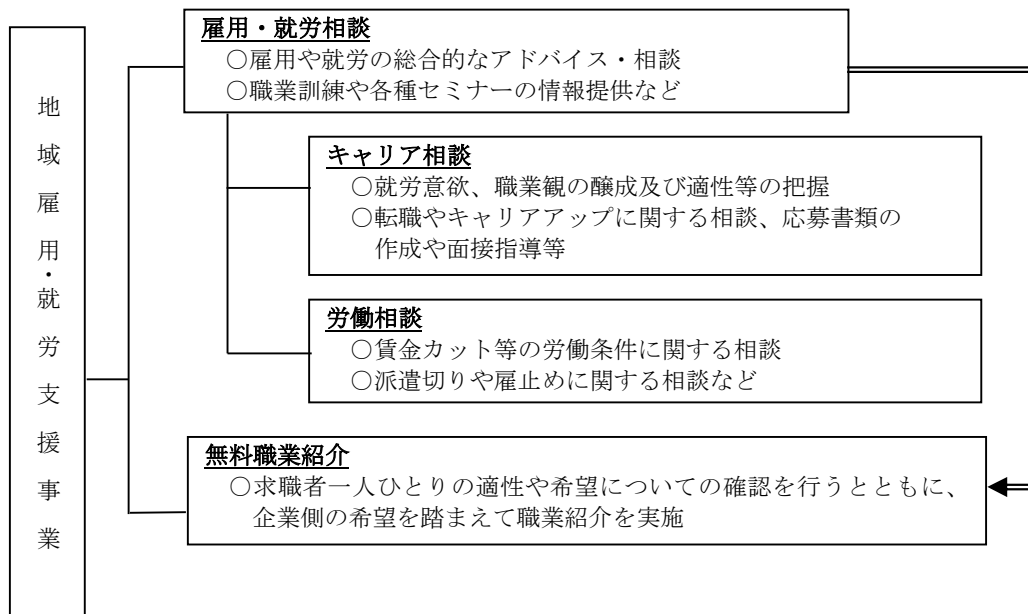 地域雇用・就労支援事業
雇用・就労相談
○雇用や就労の総合的なアドバイス・相談
○職業訓練や各種セミナーの情報提供など
キャリア相談
○就労意欲、職業観の醸成及び適性等の把握
○転職やキャリアアップに関する相談、応募書類の
作成や面接指導等
労働相談
○賃金カット等の労働条件に関する相談
○派遣切りや雇止めに関する相談など
無料職業紹介
○求職者一人ひとりの適性や希望についての確認を行うとともに、
企業側の希望を踏まえて職業紹介を実施